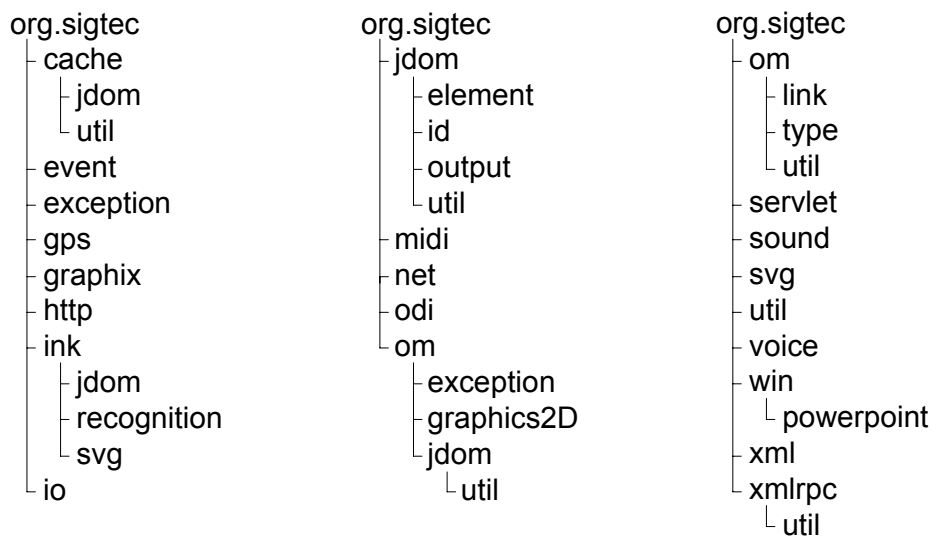 org.sigtec
cache
jdom
util
event
exception
gps
graphix
http
ink
jdom
recognition
svg
io
org.sigtec
jdom
element
id
output
util
midi
net
odi
om
exception
graphics2D
jdom
util
org.sigtec
om
link
type
util
servlet
sound
svg
util
voice
win
powerpoint
xml
xmlrpc
util